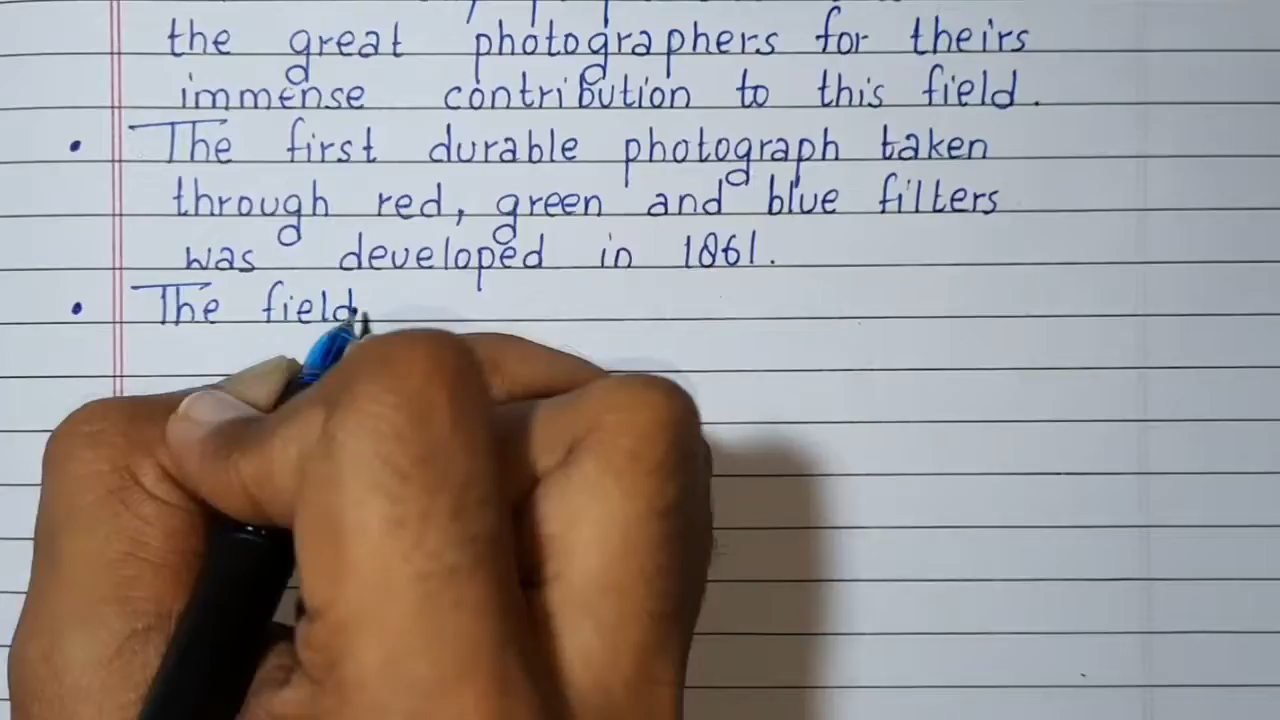 the great photographers for theirs
immense contribution to this field.
• The first durable photograph taken
through red, green and blue filters
was developed in 1861.
• The field